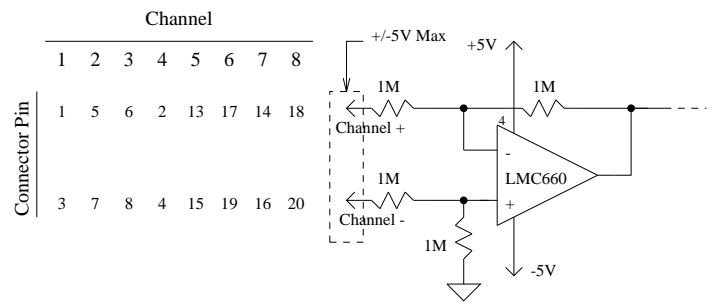 Channel
1 2 3 4 5 6 7 8
Connector Pin
1 5 6 2 13 17 14 18
3 7 8 4 15 19 16 20
+/-5V Max
+5V
1M
1M
Channel +
4
-
LMC660
1M
+
Channel -
1M
-5V